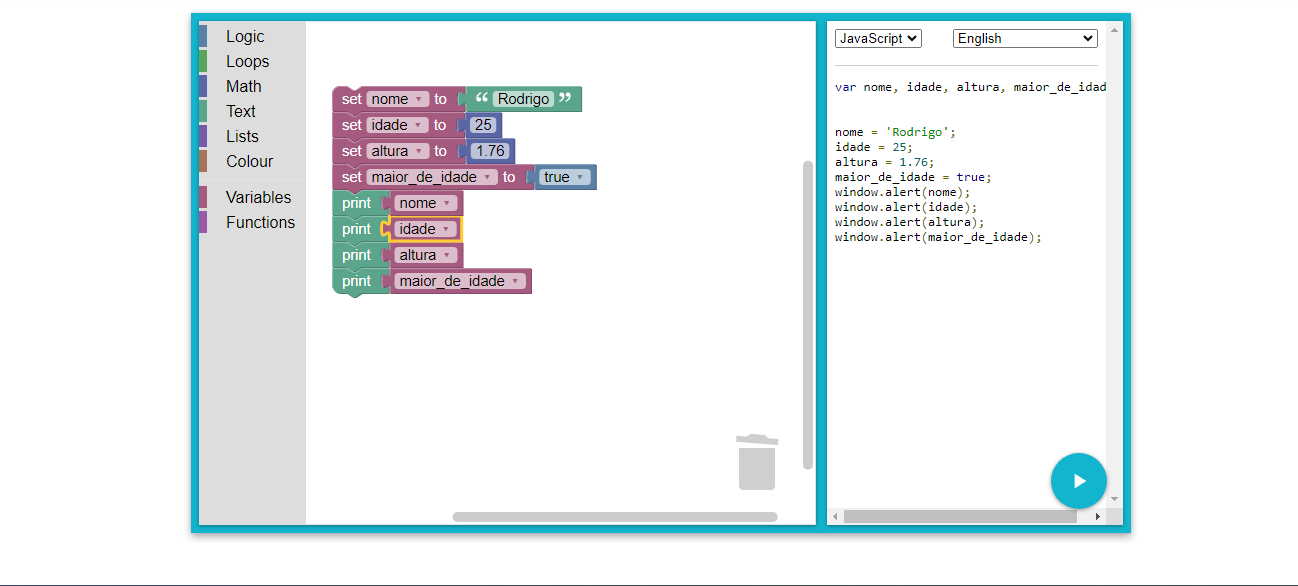 Logic
Loops
Math
Text
Lists
Colour
Variables
Functions
set nome to “ Rodrigo ”
set idade to 25
set altura to 1.76
set maior_de_idade to true
print nome
print idade
print altura
print maior_de_idade
JavaScript English
var nome, idade, altura, maior_de_idad
nome = 'Rodrigo';
idade = 25;
altura = 1.76;
maior_de_idade = true;
window.alert(nome);
window.alert(idade);
window.alert(altura);
window.alert(maior_de_idade);